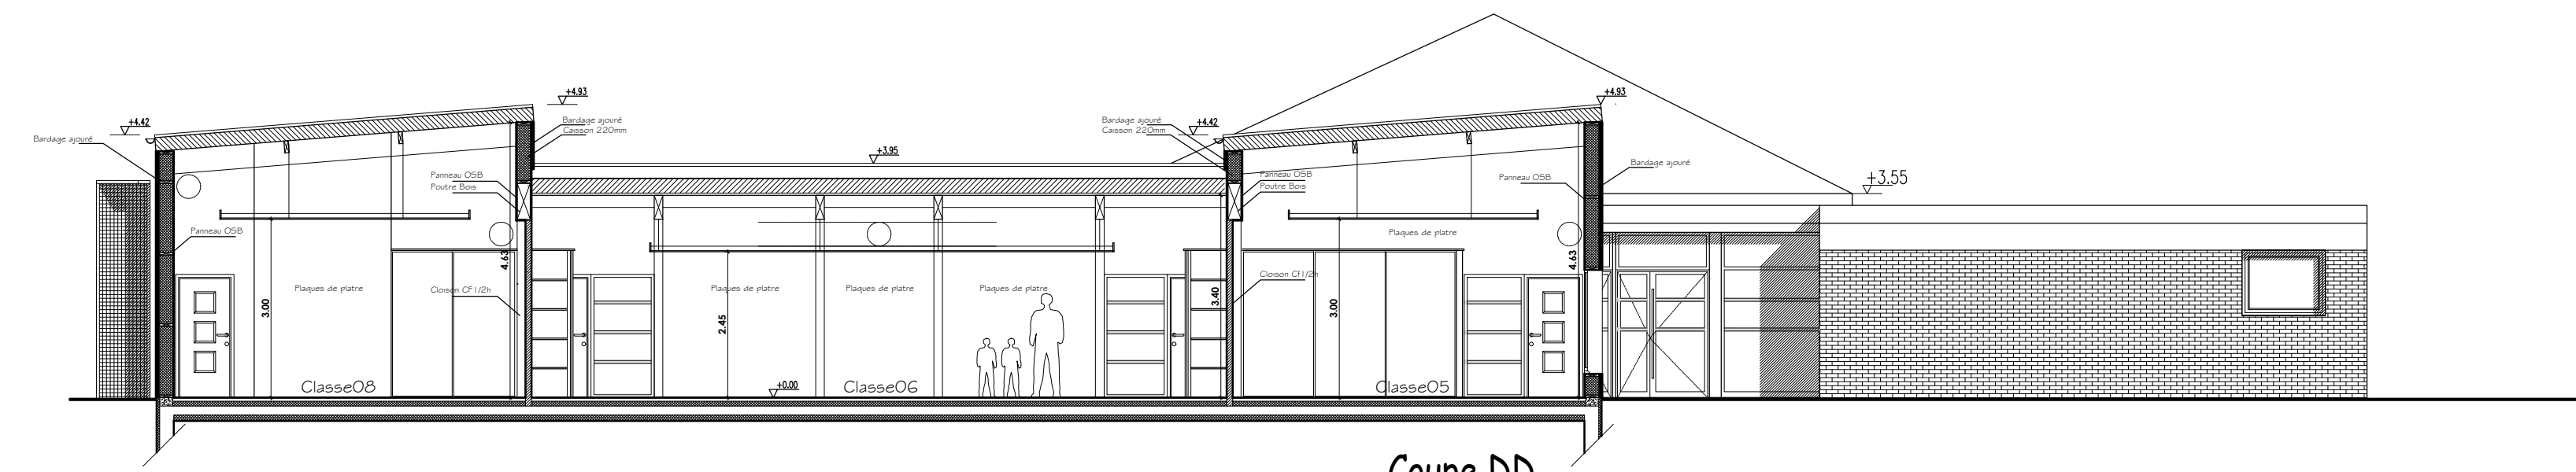 +4.93
+4.93
Bardage ajouré
+4.42
Bardage ajouré
Caisson 220mm
Bardage ajouré
Caisson 220mm
+4.42
+3.95
Bardage ajouré
Panneau OSB
Poutre Bois
Panneau OSB
Poutre Bois
Panneau OSB
+3.55
Panneau OSB
Plaques de platre
4.63
4.63
Cloison Cf1/2h
Plaques de platre
Cloison CF1/2h
Plaques de platre
Plaques de platre
Plaques de platre
3.00
2.45
3.40
3.00
Classe08
+0.00
Classe06
Classe05
Coupe DD